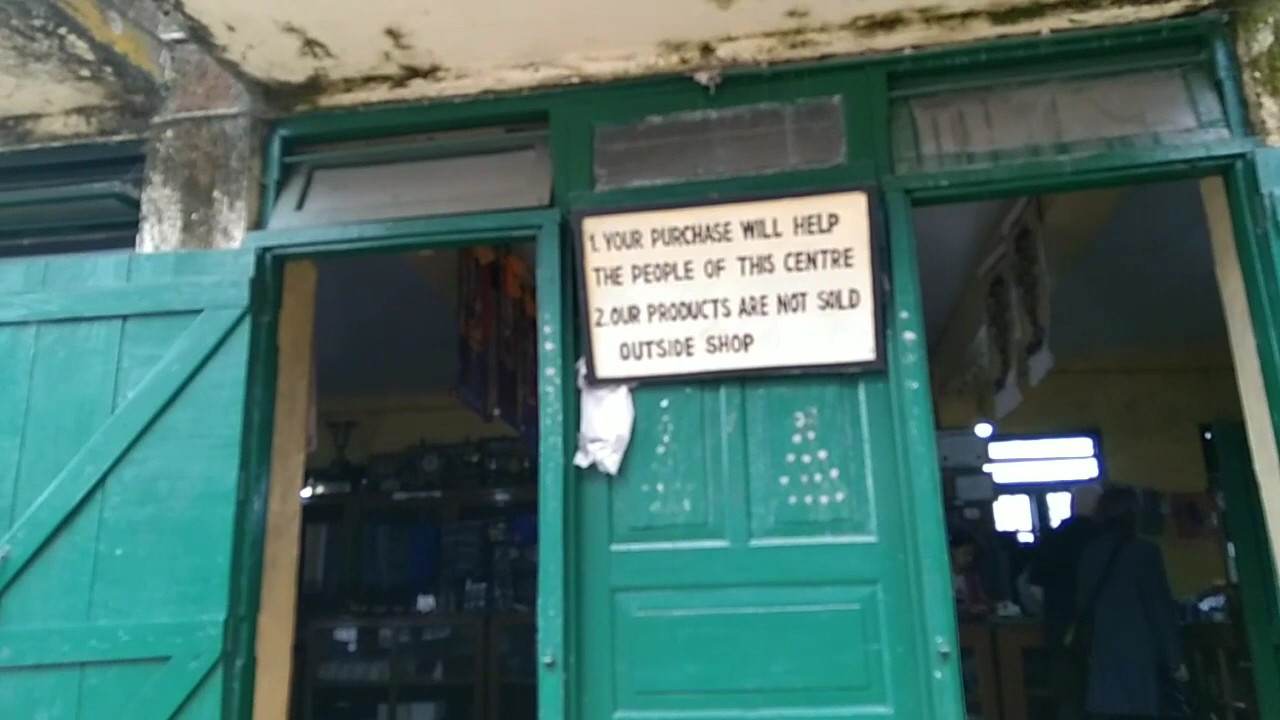 1. YOUR PURCHASE WILL HELP
THE PEOPLE OF THIS CENTRE
2. OUR PRODUCTS ARE NOT SOLD
OUTSIDE SHOP